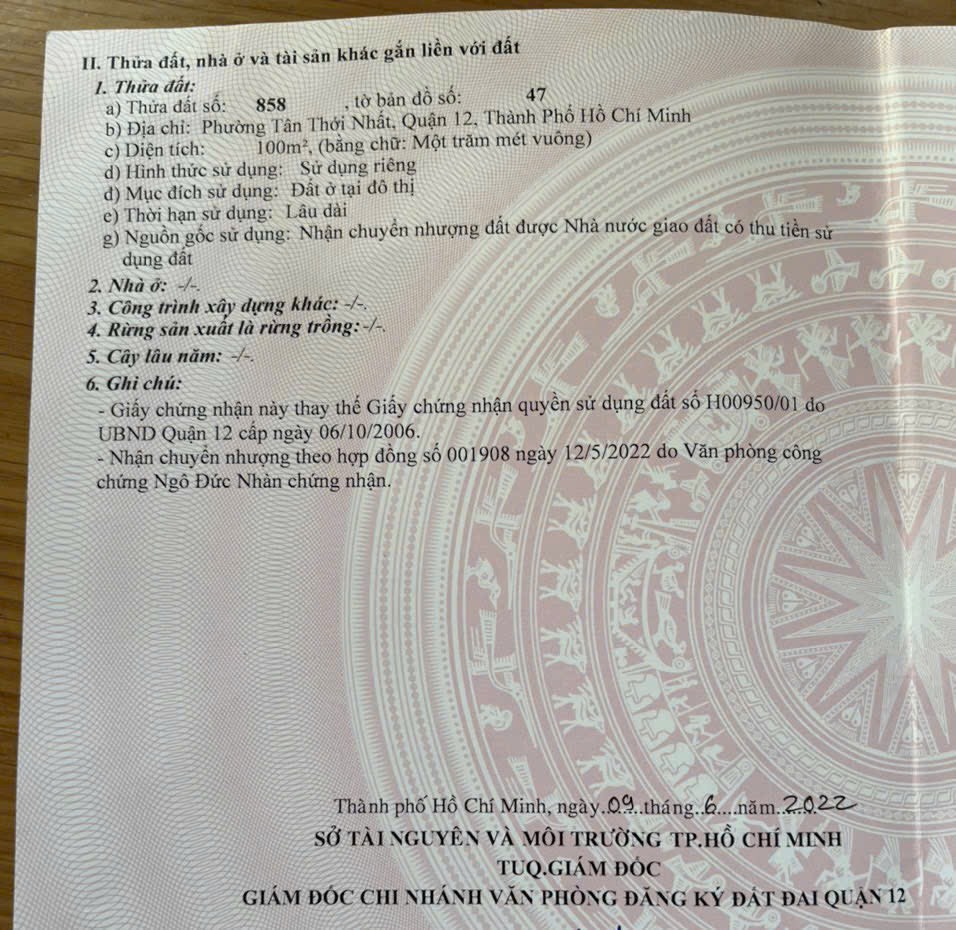 II. Thửa đất, nhà ở và tài sản khác gắn liền với đất
1. Thửa đất:
a) Thửa đất số: 858 , tờ bản đồ số: 47
b) Địa chỉ: Phường Tân Thới Nhất, Quận 12, Thành Phố Hồ Chí Minh
c) Diện tích: 100m², (bằng chữ: Một trăm mét vuông)
d) Hình thức sử dụng: Sử dụng riêng
đ) Mục đích sử dụng: Đất ở tại đô thị
e) Thời hạn sử dụng: Lâu dài
g) Nguồn gốc sử dụng: Nhận chuyển nhượng đất được Nhà nước giao đất có thu tiền sử
dụng đất
2. Nhà ở: -/-.
3. Công trình xây dựng khác: -/-.
4. Rừng sản xuất là rừng trồng: -/-.
5. Cây lâu năm: -/-.
6. Ghi chú:
- Giấy chứng nhận này thay thế Giấy chứng nhận quyền sử dụng đất số H00950/01 do
UBND Quận 12 cấp ngày 06/10/2006.
- Nhận chuyển nhượng theo hợp đồng số 001908 ngày 12/5/2022 do Văn phòng công
chứng Ngô Đức Nhàn chứng nhận.
Thành phố Hồ Chí Minh, ngày..09..tháng..6....năm..2022
SỞ TÀI NGUYÊN VÀ MÔI TRƯỜNG TP.HỒ CHÍ MINH
TUQ.GIÁM ĐỐC
GIÁM ĐỐC CHI NHÁNH VĂN PHÒNG ĐĂNG KÝ ĐẤT ĐAI QUẬN 12